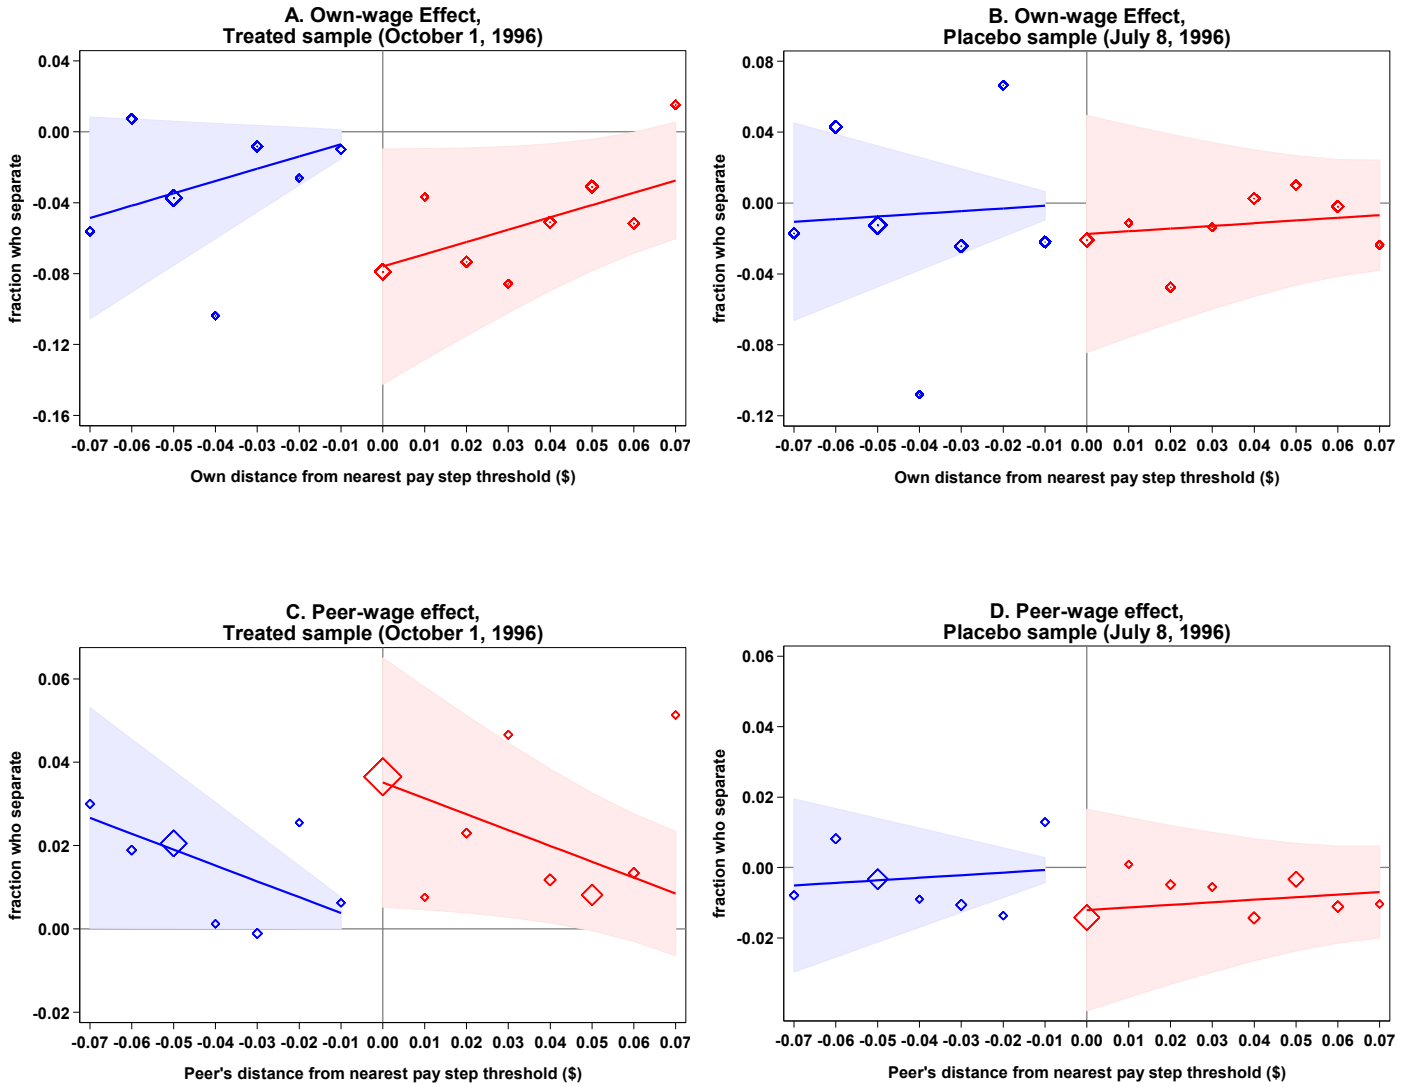 A. Own-wage Effect,
Treated sample (October 1, 1996)
fraction who separate
0.04
0.00
-0.04
-0.08
-0.12
-0.16
-0.07 -0.06 -0.05 -0.04 -0.03 -0.02 -0.01 0.00 0.01 0.02 0.03 0.04 0.05 0.06 0.07
Own distance from nearest pay step threshold ($)
B. Own-wage Effect,
Placebo sample (July 8, 1996)
fraction who separate
0.08
0.04
0.00
-0.04
-0.08
-0.12
-0.07 -0.06 -0.05 -0.04 -0.03 -0.02 -0.01 0.00 0.01 0.02 0.03 0.04 0.05 0.06 0.07
Own distance from nearest pay step threshold ($)
C. Peer-wage effect,
Treated sample (October 1, 1996)
fraction who separate
0.06
0.04
0.02
0.00
-0.02
-0.07 -0.06 -0.05 -0.04 -0.03 -0.02 -0.01 0.00 0.01 0.02 0.03 0.04 0.05 0.06 0.07
Peer's distance from nearest pay step threshold ($)
D. Peer-wage effect,
Placebo sample (July 8, 1996)
fraction who separate
0.06
0.04
0.02
0.00
-0.02
-0.07 -0.06 -0.05 -0.04 -0.03 -0.02 -0.01 0.00 0.01 0.02 0.03 0.04 0.05 0.06 0.07
Peer's distance from nearest pay step threshold ($)